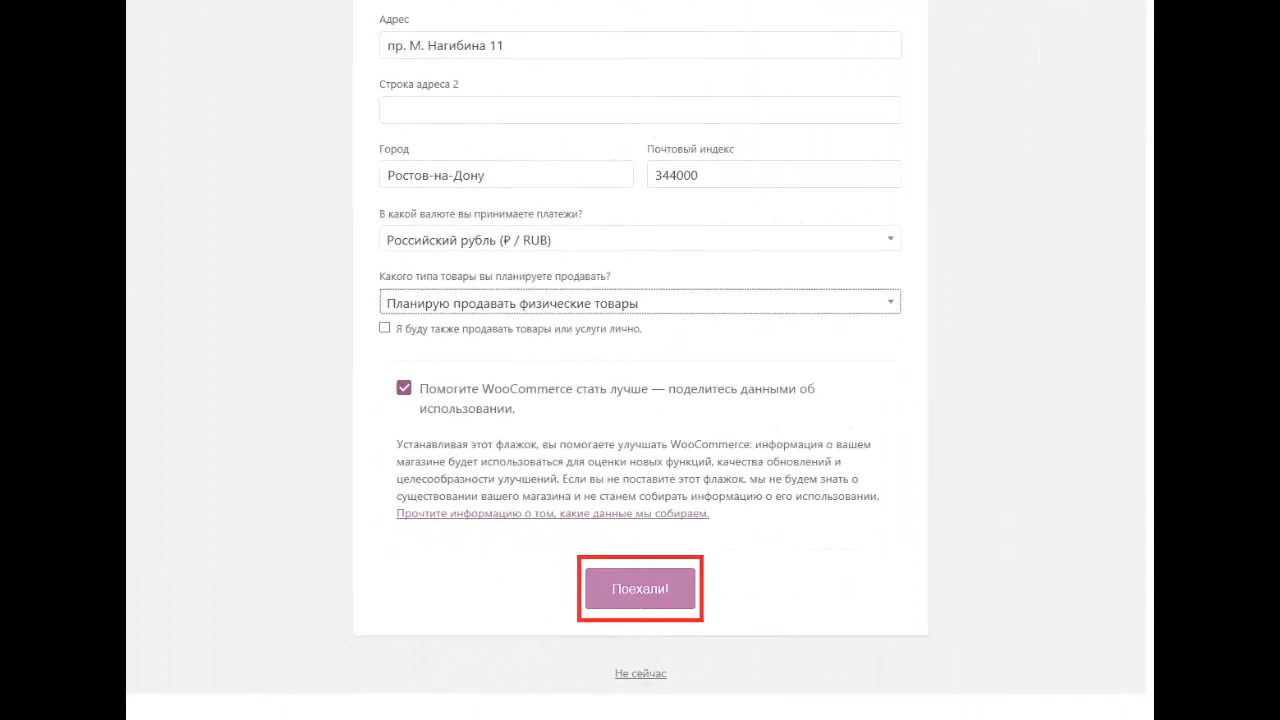 Адрес
пр. М. Нагибина 11
Строка адреса 2
Город
Почтовый индекс
Ростов-на-Дону
344000
В какой валюте вы принимаете платежи?
Российский рубль (₽ / RUB)
Какого типа товары вы планируете продавать?
Планирую продавать физические товары
Я буду также продавать товары или услуги лично.
Помогите WooCommerce стать лучше — поделитесь данными об
использовании.
Устанавливая этот флажок, вы помогаете улучшать WooCommerce: информация о вашем
магазине будет использоваться для оценки новых функций, качества обновлений и
целесообразности улучшений. Если вы не поставите этот флажок, мы не будем знать о
существовании вашего магазина и не станем собирать информацию о его использовании.
Прочтите информацию о том, какие данные мы собираем.
Поехали!
Не сейчас